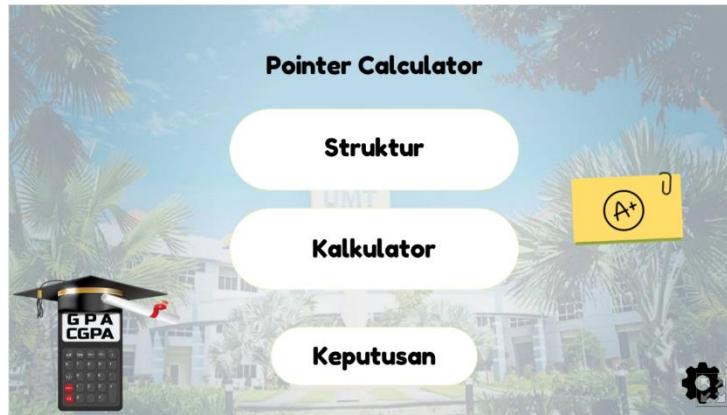 Pointer Calculator
Struktur
UMT
A+
Kalkulator
GPA
CGPA
Keputusan